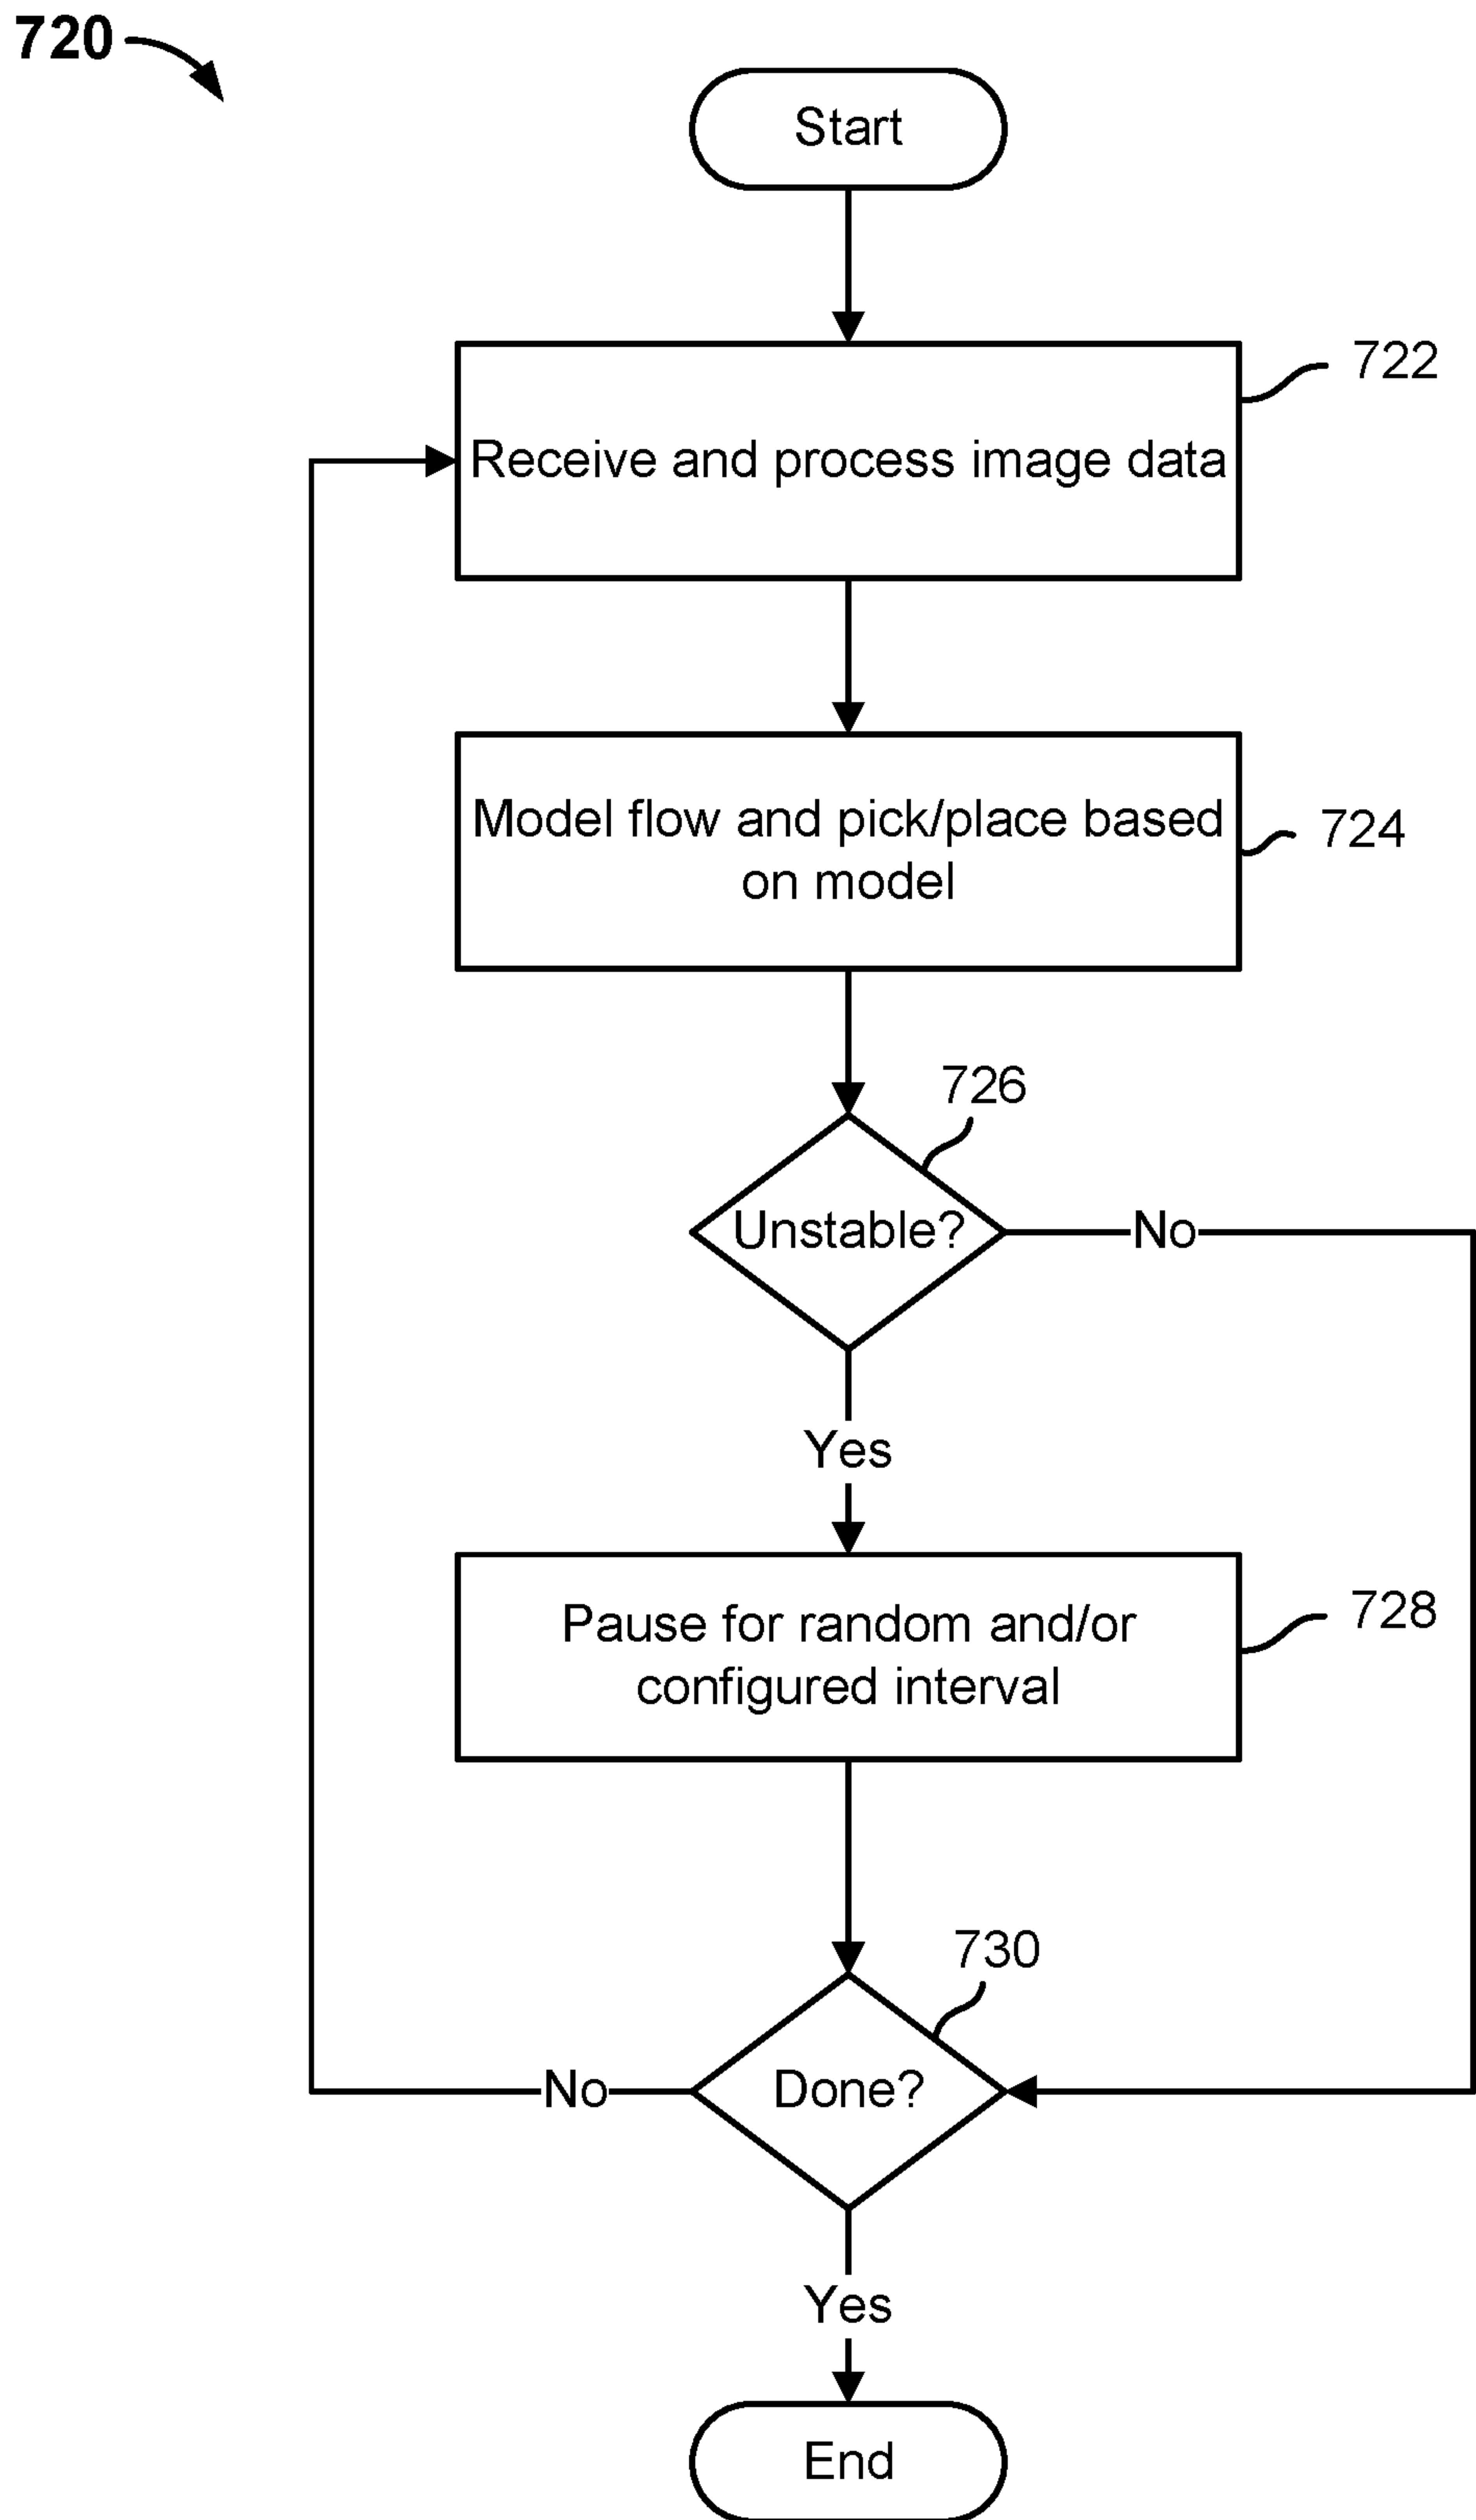 720
Start
722
Receive and process image data
Model flow and pick/place based
on model
724
726
Unstable?
No
Yes
Pause for random and/or
configured interval
728
730
Done?
No
Yes
End